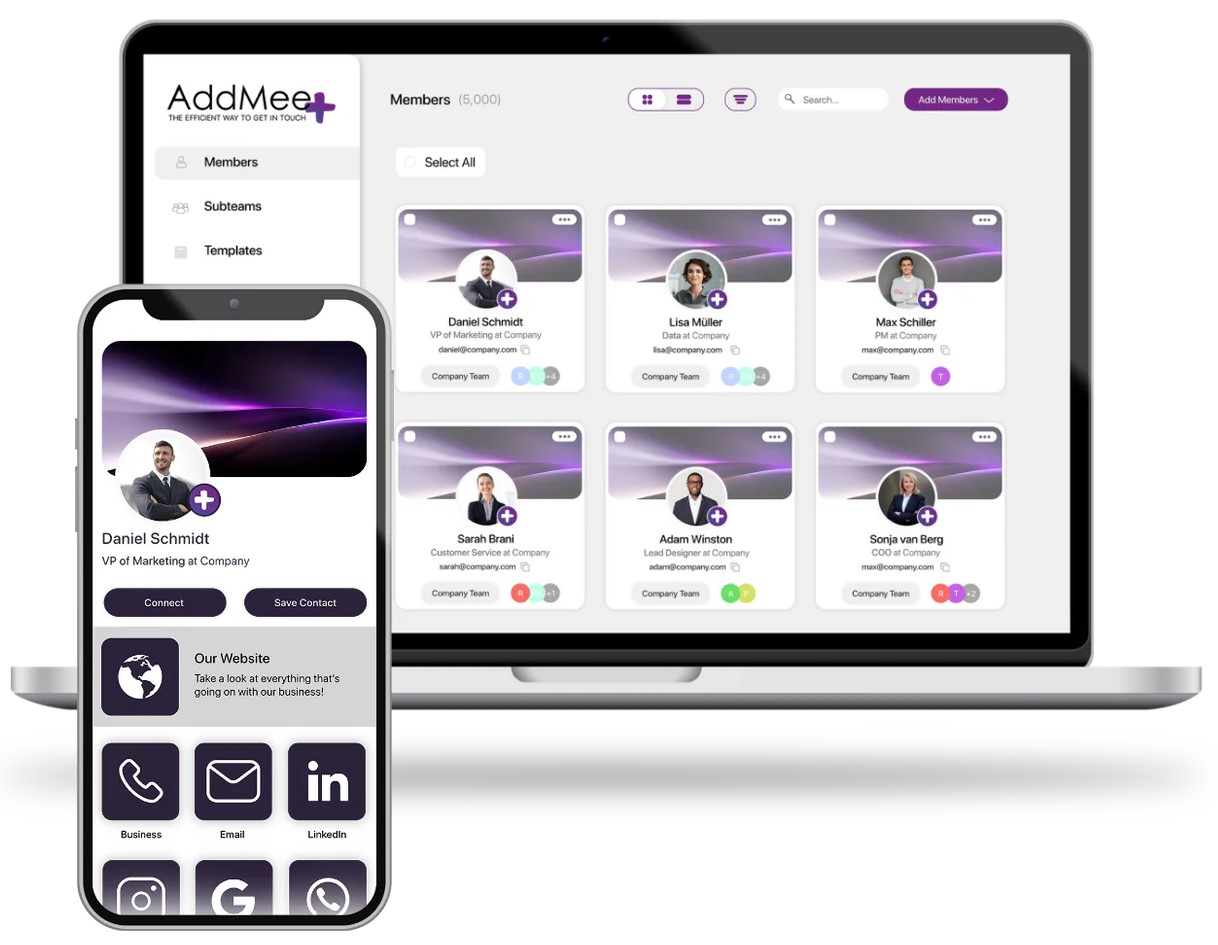 AddMee
THE EFFICIENT WAY TO GET IN TOUCH
Members
Subteams
Templates
Members (5,000)
Search...
Add Members
Select All
Daniel Schmidt
VP of Marketing at Company
daniel@company.com
Company Team R +4
Lisa Müller
Data at Company
lisa@company.com
Company Team +4
Max Schiller
PM at Company
max@company.com
Company Team T
Sarah Brani
Customer Service at Company
sarah@company.com
Company Team R +1
Adam Winston
Lead Designer at Company
adam@company.com
Company Team A P
Sonja van Berg
COO at Company
max@company.com
Company Team R T +2
Daniel Schmidt
VP of Marketing at Company
Connect
Save Contact
Our Website
Take a look at everything that's
going on with our business!
in
Business
Email
LinkedIn
G